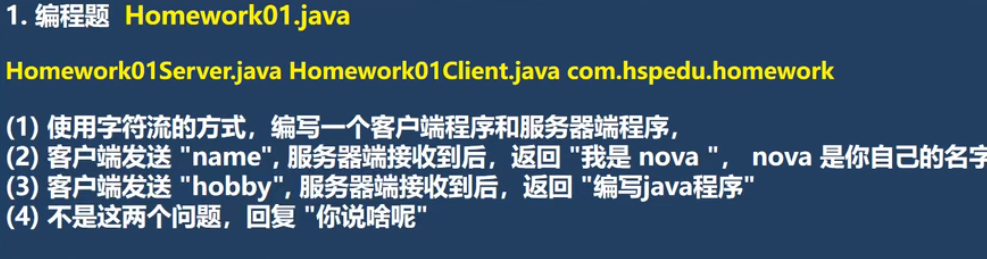 1. 编程题 Homework01.java
Homework01Server.java Homework01Client.java com.hspedu.homework
(1) 使用字符流的方式，编写一个客户端程序和服务器端程序，
(2) 客户端发送 "name", 服务器端接收到后，返回 "我是 nova "， nova 是你自己的名字
(3) 客户端发送 "hobby", 服务器端接收到后，返回 "编写java程序"
(4) 不是这两个问题，回复 "你说啥呢"